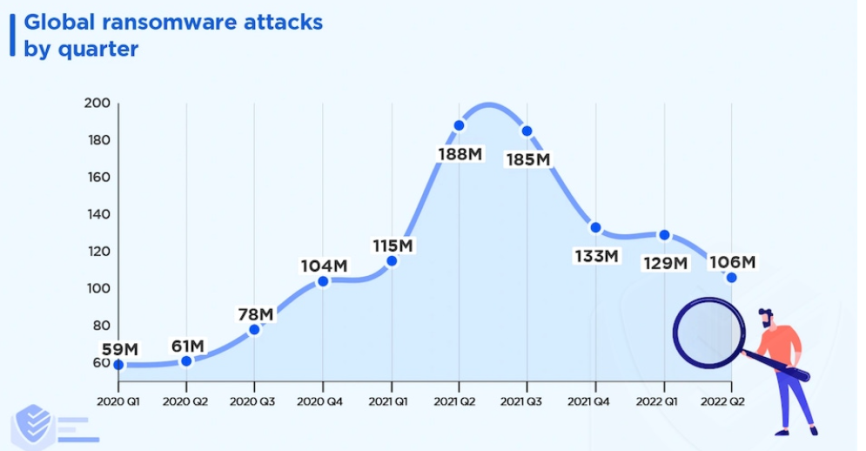 Global ransomware attacks
by quarter
200
180
160
140
120
100
80
60
59M
61M
78M
104M
115M
188M
185M
133M
129M
106M
2020 Q1
2020 Q2
2020 Q3
2020 Q4
2021 Q1
2021 Q2
2021 Q3
2021 Q4
2022 Q1
2022 Q2